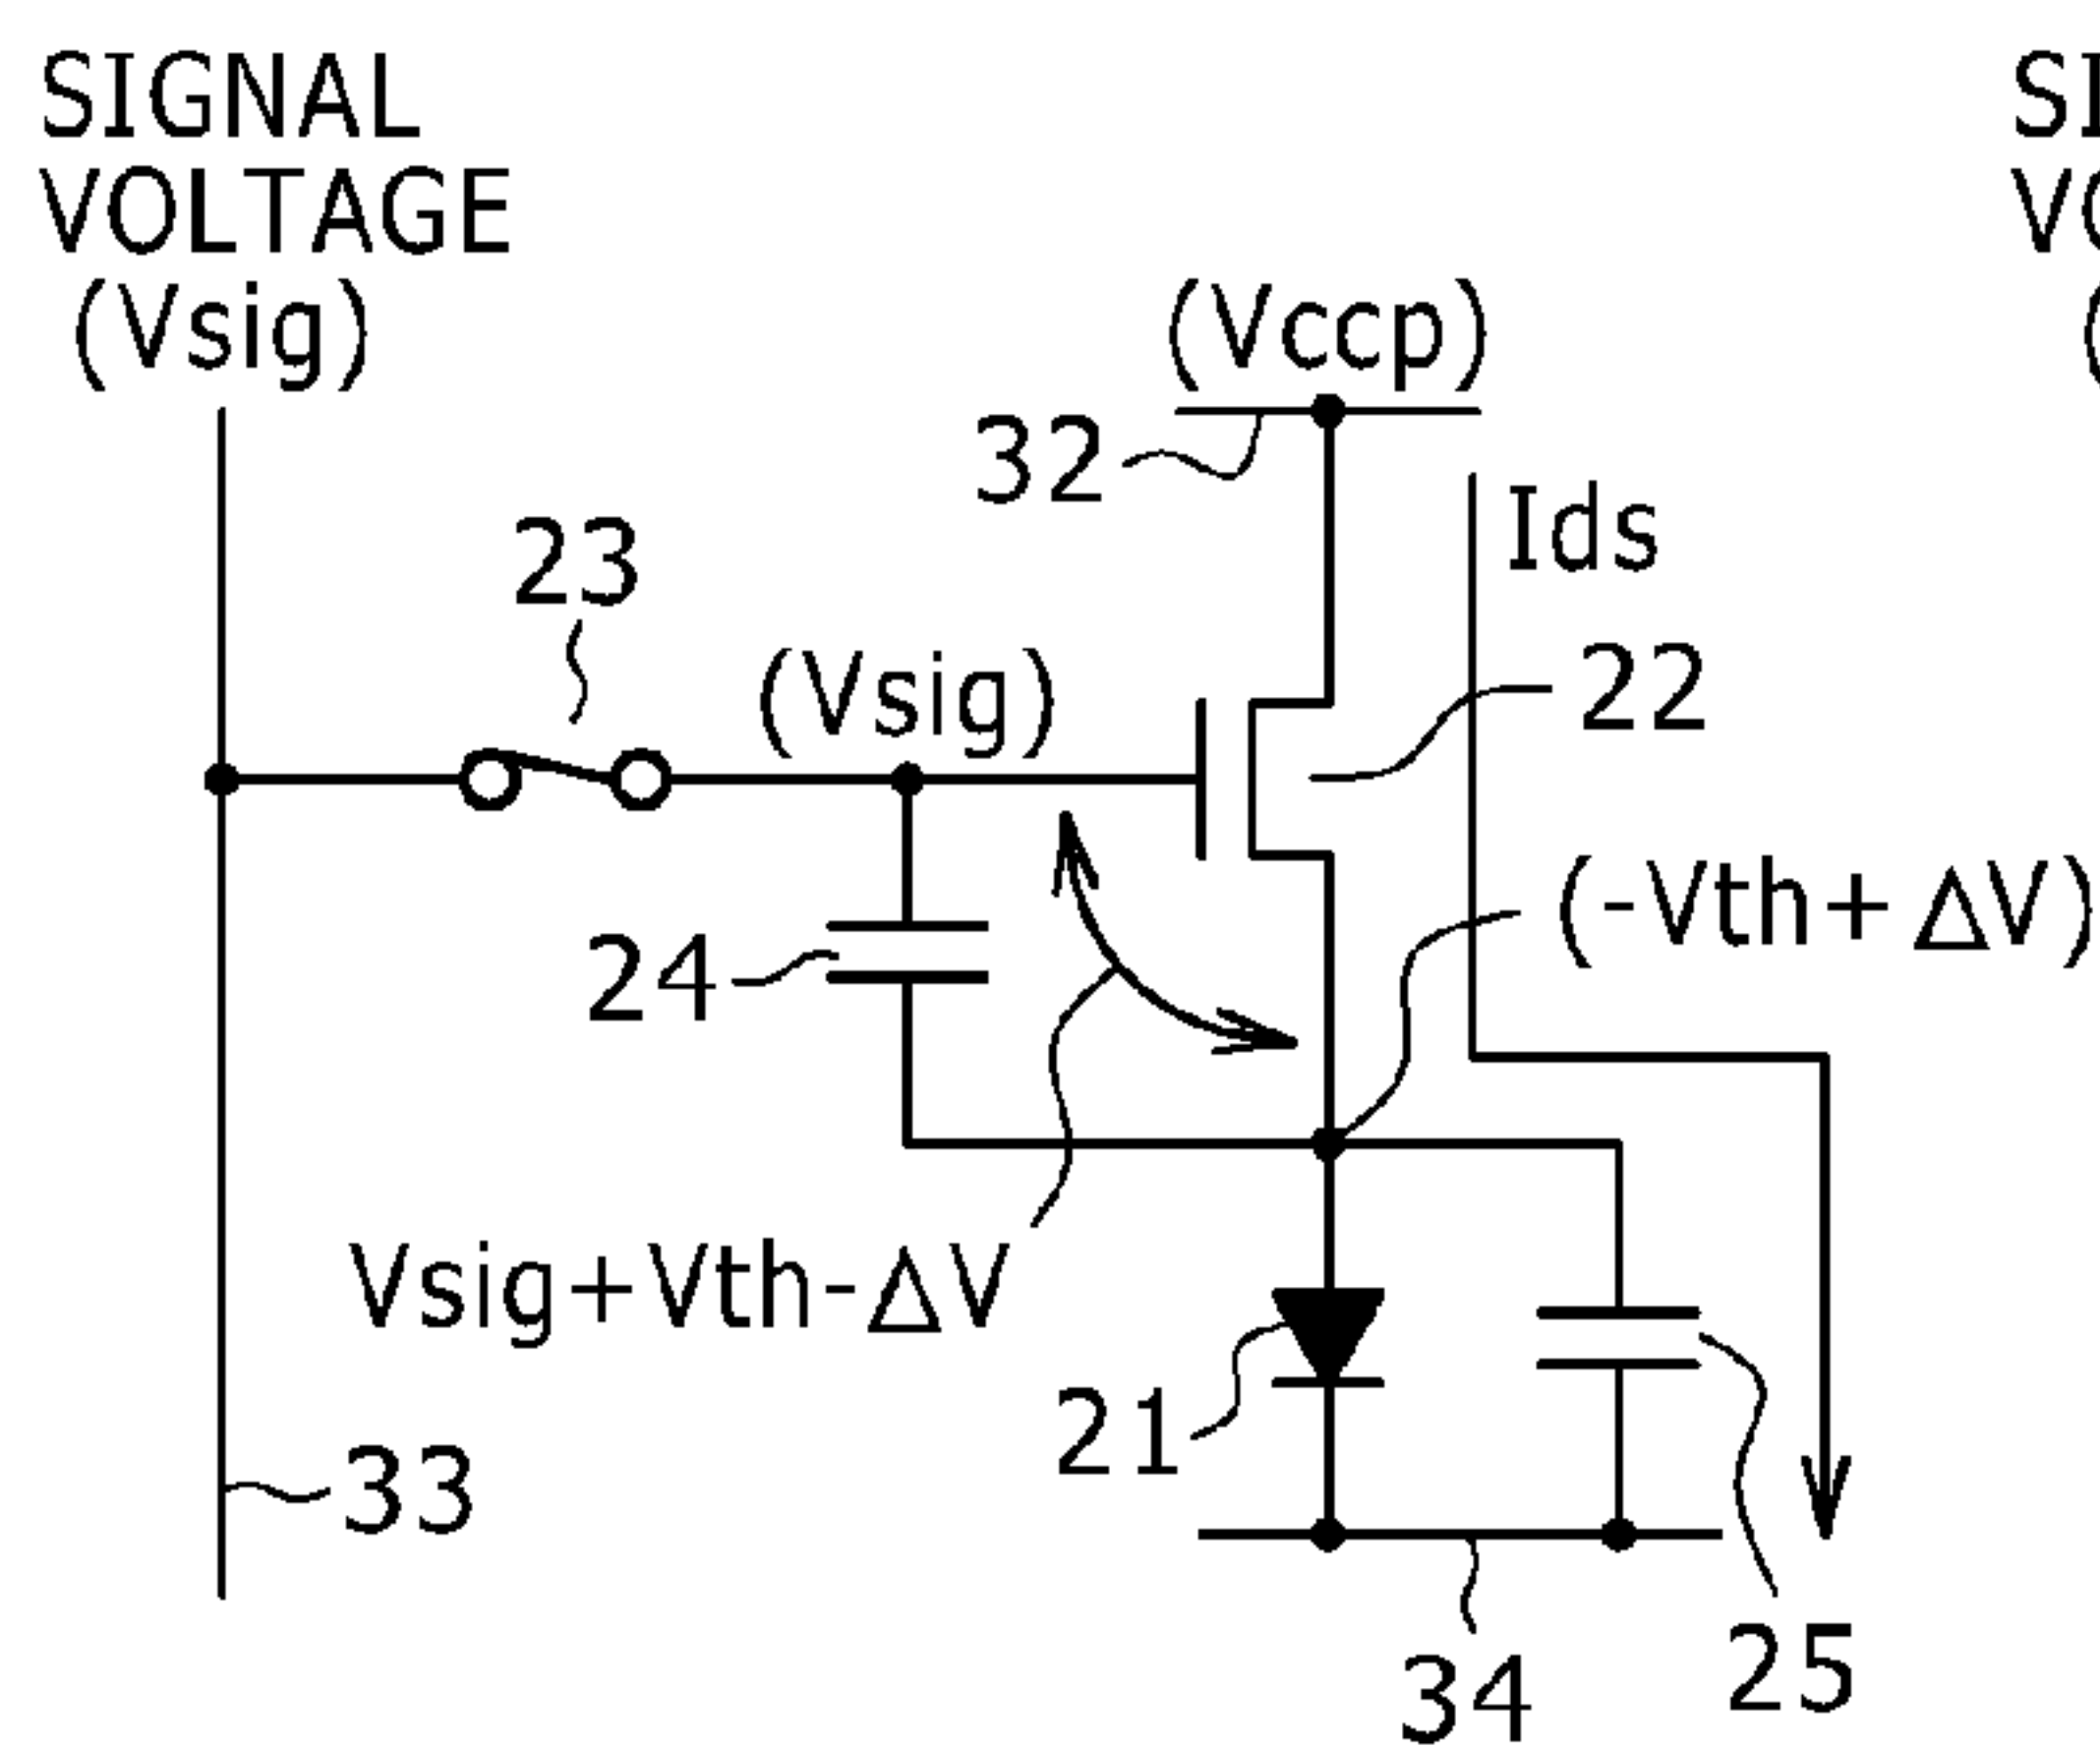 SIGNAL
VOLTAGE
(Vsig)
(Vccp)
32
Ids
23
(Vsig)
22
(-Vth+ΔV)
24
Vsig+Vth-ΔV
21
33
25
34
SI